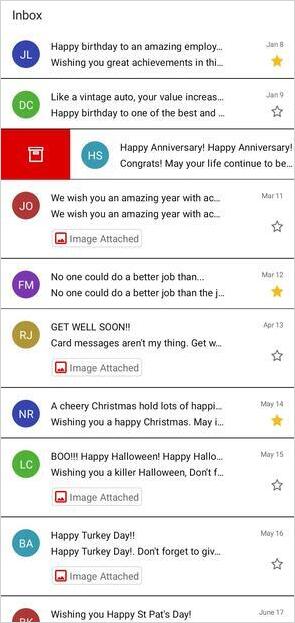 Inbox
JL
Happy birthday to an amazing employ...
Jan 8
Wishing you great achievements in thi...
DC
Like a vintage auto, your value increas...
Jan 9
Happy birthday to one of the best and ...
HS
Happy Anniversary! Happy Anniversary!
Congrats! May your life continue to be...
JO
We wish you an amazing year with ac...
Mar 11
We wish you an amazing year with ac...
Image Attached
FM
No one could do a better job than...
Mar 12
No one could do a better job than the j...
RJ
GET WELL SOON!!
Apr 13
Card messages aren't my thing. Get w...
Image Attached
NR
A cheery Christmas hold lots of happi...
May 14
Wishing you a happy Christmas. May i...
LC
BOO!!! Happy Halloween! Happy Hallo...
May 15
Wishing you a killer Halloween, Don't f...
Image Attached
BA
Happy Turkey Day!!
May 16
Happy Turkey Day!. Don't forget to giv...
Image Attached
RK
Wishing you Happy St Pat's Day!
June 17